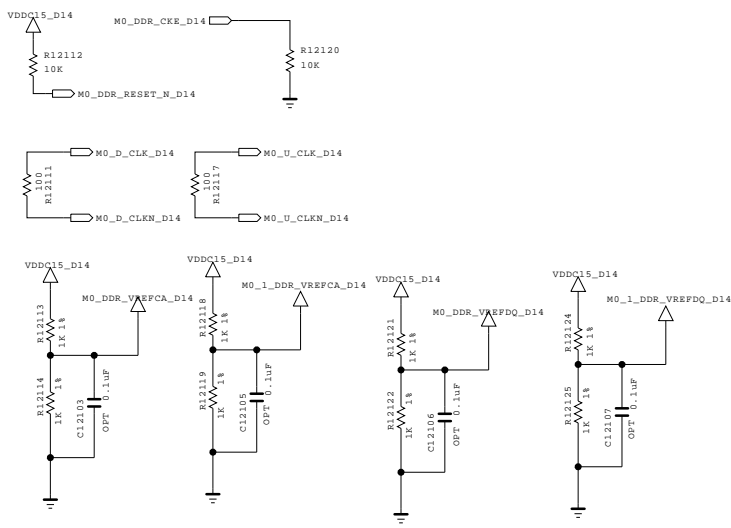 VDDC15_D14
M0_DDR_CKE_D14
R12112
10K
R12120
10K
M0_DDR_RESET_N_D14
M0_D_CLK_D14
M0_U_CLK_D14
100
R12111
100
R12117
M0_D_CLKN_D14
M0_U_CLKN_D14
VDDC15_D14
M0_DDR_VREFCA_D14
R12113
1K 1%
R12114
1K 1%
C12103
OPT 0.1uF
VDDC15_D14
M0_1_DDR_VREFCA_D14
R12118
1K 1%
R12119
1K 1%
C12105
OPT 0.1uF
VDDC15_D14
M0_DDR_VREFDQ_D14
R12121
1K 1%
R12122
1K 1%
C12106
OPT 0.1uF
VDDC15_D14
M0_1_DDR_VREFDQ_D14
R12124
1K 1%
R12125
1K 1%
C12107
OPT 0.1uF